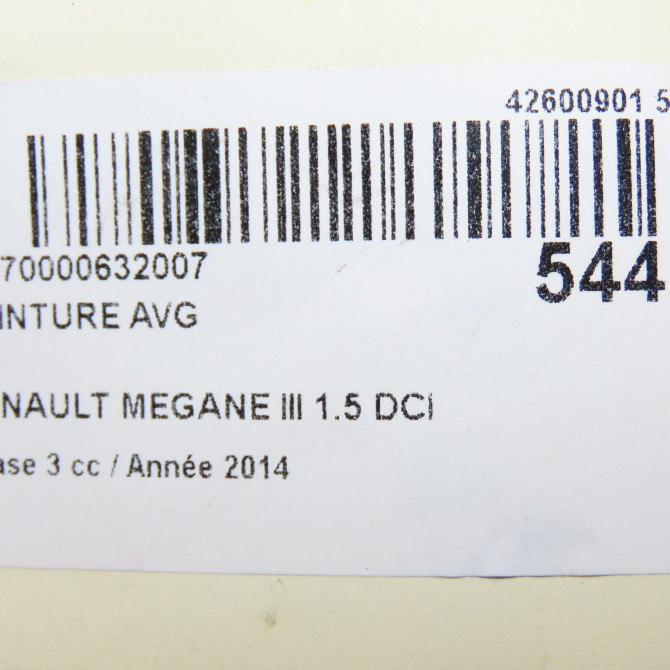 42600901 5
70000632007
544
INTURE AVG
NAULT MEGANE III 1.5 DCI
ase 3 cc / Année 2014